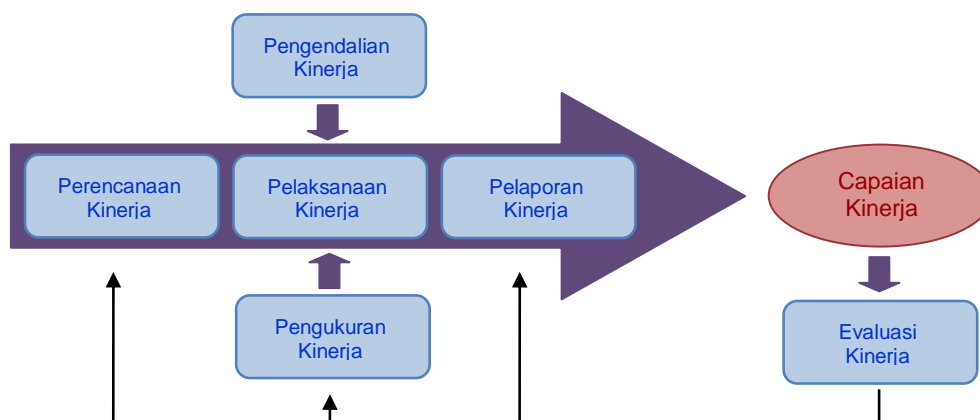 Pengendalian
Kinerja
Perencanaan
Kinerja
Pelaksanaan
Kinerja
Pelaporan
Kinerja
Capaian
Kinerja
Pengukuran
Kinerja
Evaluasi
Kinerja